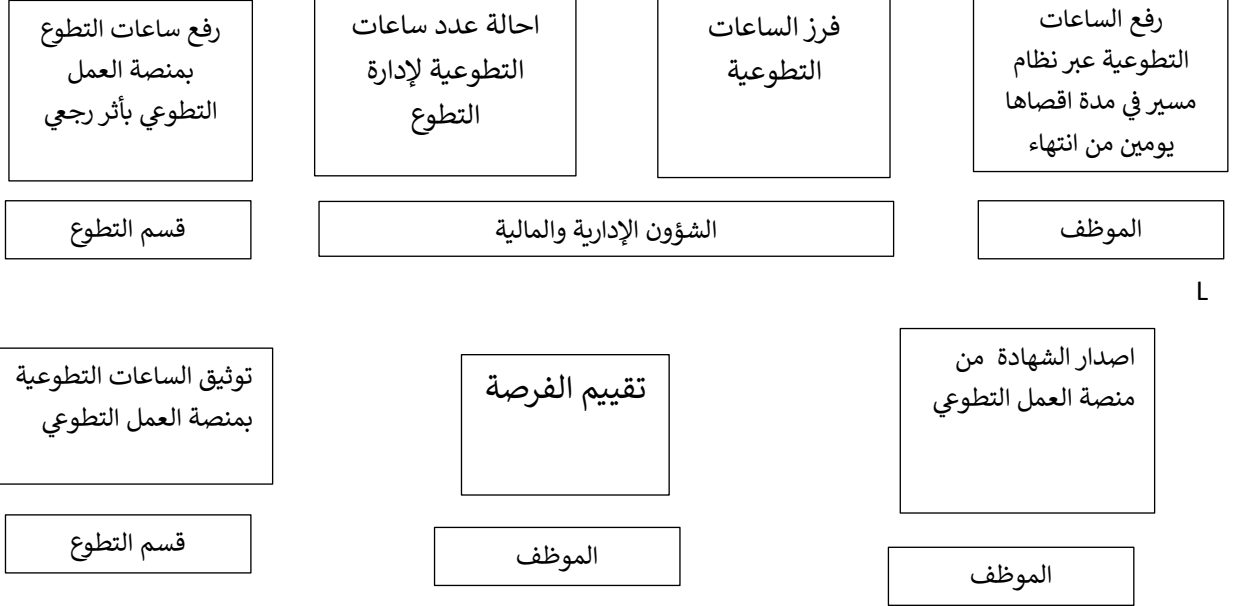 رفع الساعات
التطوعية عبر نظام
مسير في مدة اقصاها
يومين من انتهاء
فرز الساعات
التطوعية
احالة عدد ساعات
التطوعية لإدارة
التطوع
رفع ساعات التطوع
بمنصة العمل
التطوعي بأثر رجعي
الموظف
الشؤون الإدارية والمالية
قسم التطوع
L
اصدار الشهادة من
منصة العمل التطوعي
تقييم الفرصة
توثيق الساعات التطوعية
بمنصة العمل التطوعي
الموظف
الموظف
قسم التطوع